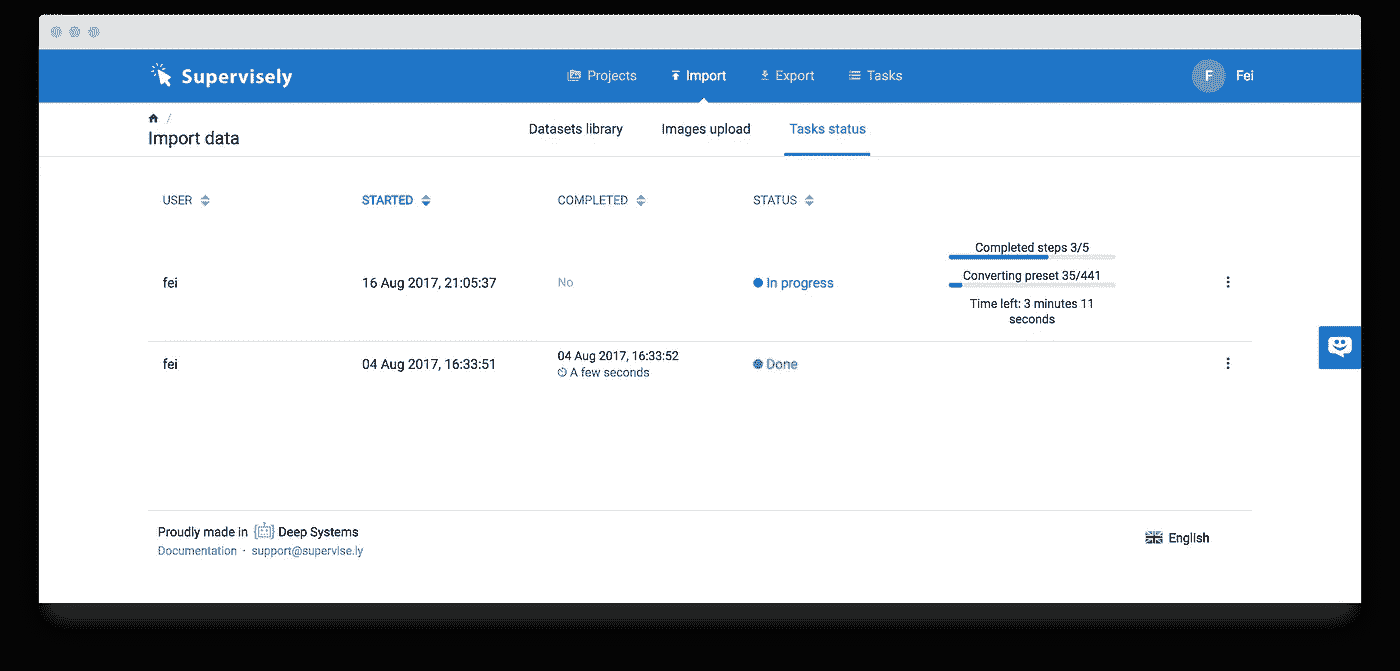 Supervisely
Projects
Import
Export
Tasks
F
Fei
/
Import data
Datasets library
Images upload
Tasks status
USER
STARTED
COMPLETED
STATUS
fei
16 Aug 2017, 21:05:37
No
In progress
Completed steps 3/5
Converting preset 35/441
Time left: 3 minutes 11
seconds
fei
04 Aug 2017, 16:33:51
04 Aug 2017, 16:33:52
A few seconds
Done
Proudly made in Deep Systems
Documentation · support@supervise.ly
English